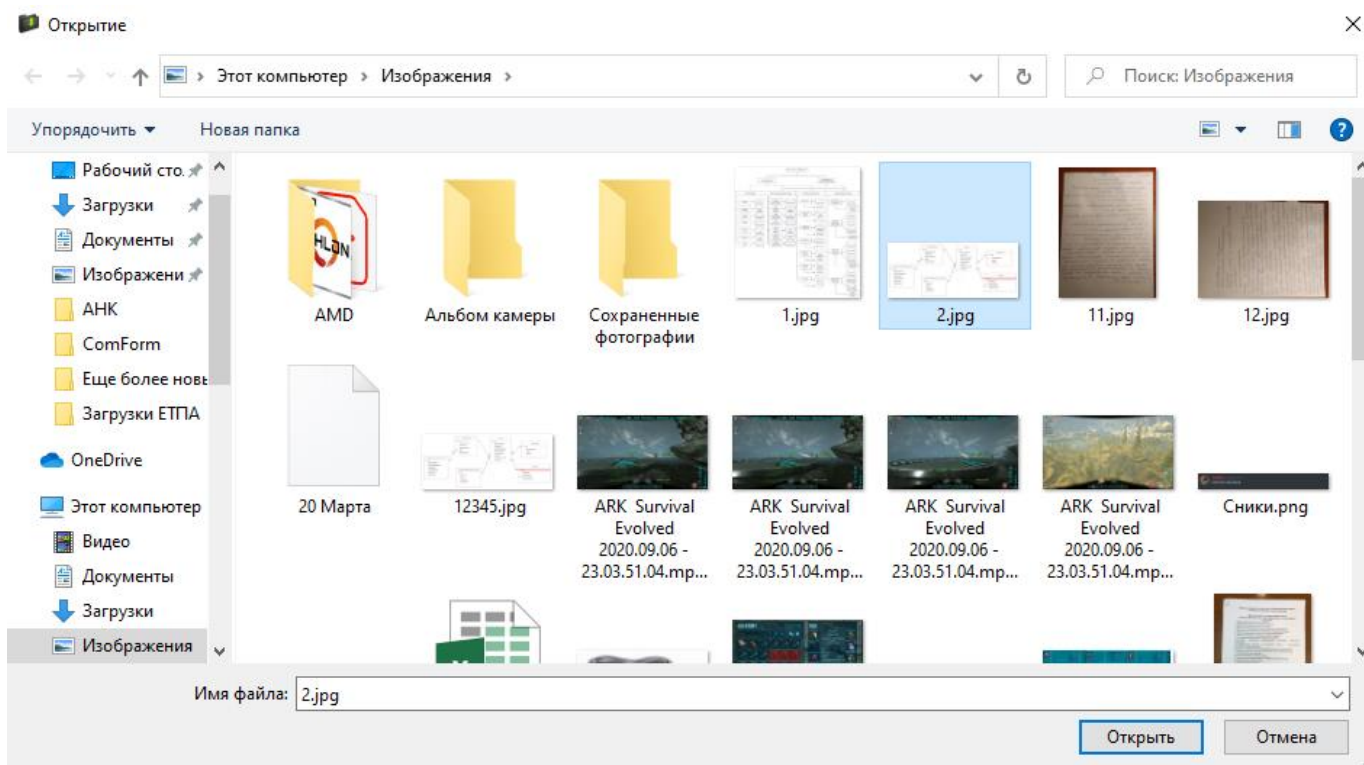 Открытие
Этот компьютер › Изображения ›
Поиск: Изображения
Упорядочить
Новая папка
Рабочий сто.
Загрузки
Документы
Изображени
АНК
ComForm
Еще более новы
Загрузки ЕТПА
OneDrive
Этот компьютер
Видео
Документы
Загрузки
Изображения
AMD
Альбом камеры
Сохраненные
фотографии
1.jpg
2.jpg
11.jpg
12.jpg
20 Марта
12345.jpg
ARK Survival
Evolved
2020.09.06 -
23.03.51.04.mp...
ARK Survival
Evolved
2020.09.06 -
23.03.51.04.mp...
ARK Survival
Evolved
2020.09.06 -
23.03.51.04.mp...
ARK Survival
Evolved
2020.09.06 -
23.03.51.04.mp...
Сники.png
Имя файла: 2.jpg
Открыть
Отмена